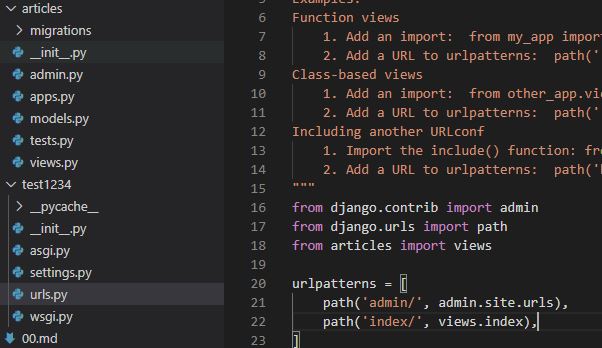 articles
migrations
__init__.py
admin.py
apps.py
models.py
tests.py
views.py
test1234
__pycache__
__init__.py
asgi.py
settings.py
urls.py
wsgi.py
00.md
5 Examples:
6 Function views
7     1. Add an import:  from my_app import
8     2. Add a URL to urlpatterns:  path('
9 Class-based views
10     1. Add an import:  from other_app.vie
11     2. Add a URL to urlpatterns:  path('
12 Including another URLconf
13     1. Import the include() function: fro
14     2. Add a URL to urlpatterns:  path('b
15 """
16 from django.contrib import admin
17 from django.urls import path
18 from articles import views
19
20 urlpatterns = [
21     path('admin/', admin.site.urls),
22     path('index/', views.index),
23 ]